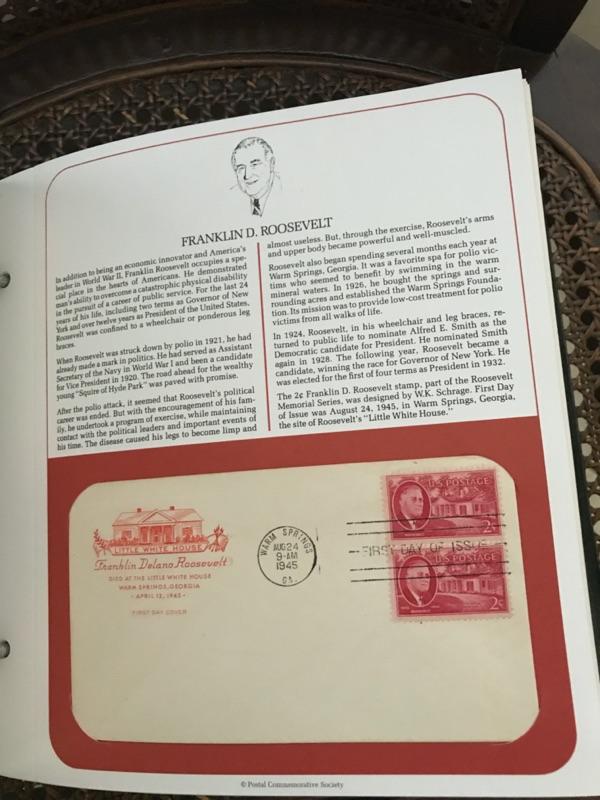 FRANKLIN D. ROOSEVELT
In addition to being an economic innovator and America's
leader in World War II, Franklin Roosevelt occupies a spe-
cial place in the hearts of Americans. He demonstrated
man's ability to overcome a catastrophic physical disability
in the pursuit of a career of public service. For the last 24
years of his life, including two terms as Governor of New
York and over twelve years as President of the United States,
Roosevelt was confined to a wheelchair or ponderous leg
braces.
When Roosevelt was struck down by polio in 1921, he had
already made a mark in politics. He had served as Assistant
Secretary of the Navy in World War I and been a candidate
for Vice President in 1920. The road ahead for the wealthy
young "Squire of Hyde Park" was paved with promise.
After the polio attack, it seemed that Roosevelt's political
career was ended. But with the encouragement of his fam-
ily, he undertook a program of exercise, while maintaining
contact with the political leaders and important events of
his time. The disease caused his legs to become limp and
almost useless. But, through the exercise, Roosevelt's arms
and upper body became powerful and well-muscled.
Roosevelt also began spending several months each year at
Warm Springs, Georgia. It was a favorite spa for polio vic-
tims who seemed to benefit by swimming in the warm
mineral waters. In 1926, he bought the springs and sur-
rounding acres and established the Warm Springs Founda-
tion. Its mission was to provide low-cost treatment for polio
victims from all walks of life.
In 1924, Roosevelt, in his wheelchair and leg braces, re-
turned to public life to nominate Alfred E. Smith as the
Democratic candidate for President. He nominated Smith
again in 1928. The following year, Roosevelt became a
candidate, winning the race for Governor of New York. He
was elected for the first of four terms as President in 1932.
The 2¢ Franklin D. Roosevelt stamp, part of the Roosevelt
Memorial Series, was designed by W.K. Schrage. First Day
of Issue was August 24, 1945, in Warm Springs, Georgia,
the site of Roosevelt's "Little White House."
LITTLE WHITE HOUSE
Franklin Delano Roosevelt
DIED AT THE LITTLE WHITE HOUSE
WARM SPRINGS, GEORGIA
- APRIL 12, 1945 -
FIRST DAY COVER
WARM SPRINGS
AUG 24
9-AM
1945
GA.
U.S. POSTAGE
2¢
FIRST DAY OF ISSUE
U.S. POSTAGE
2¢
© Postal Commemorative Society